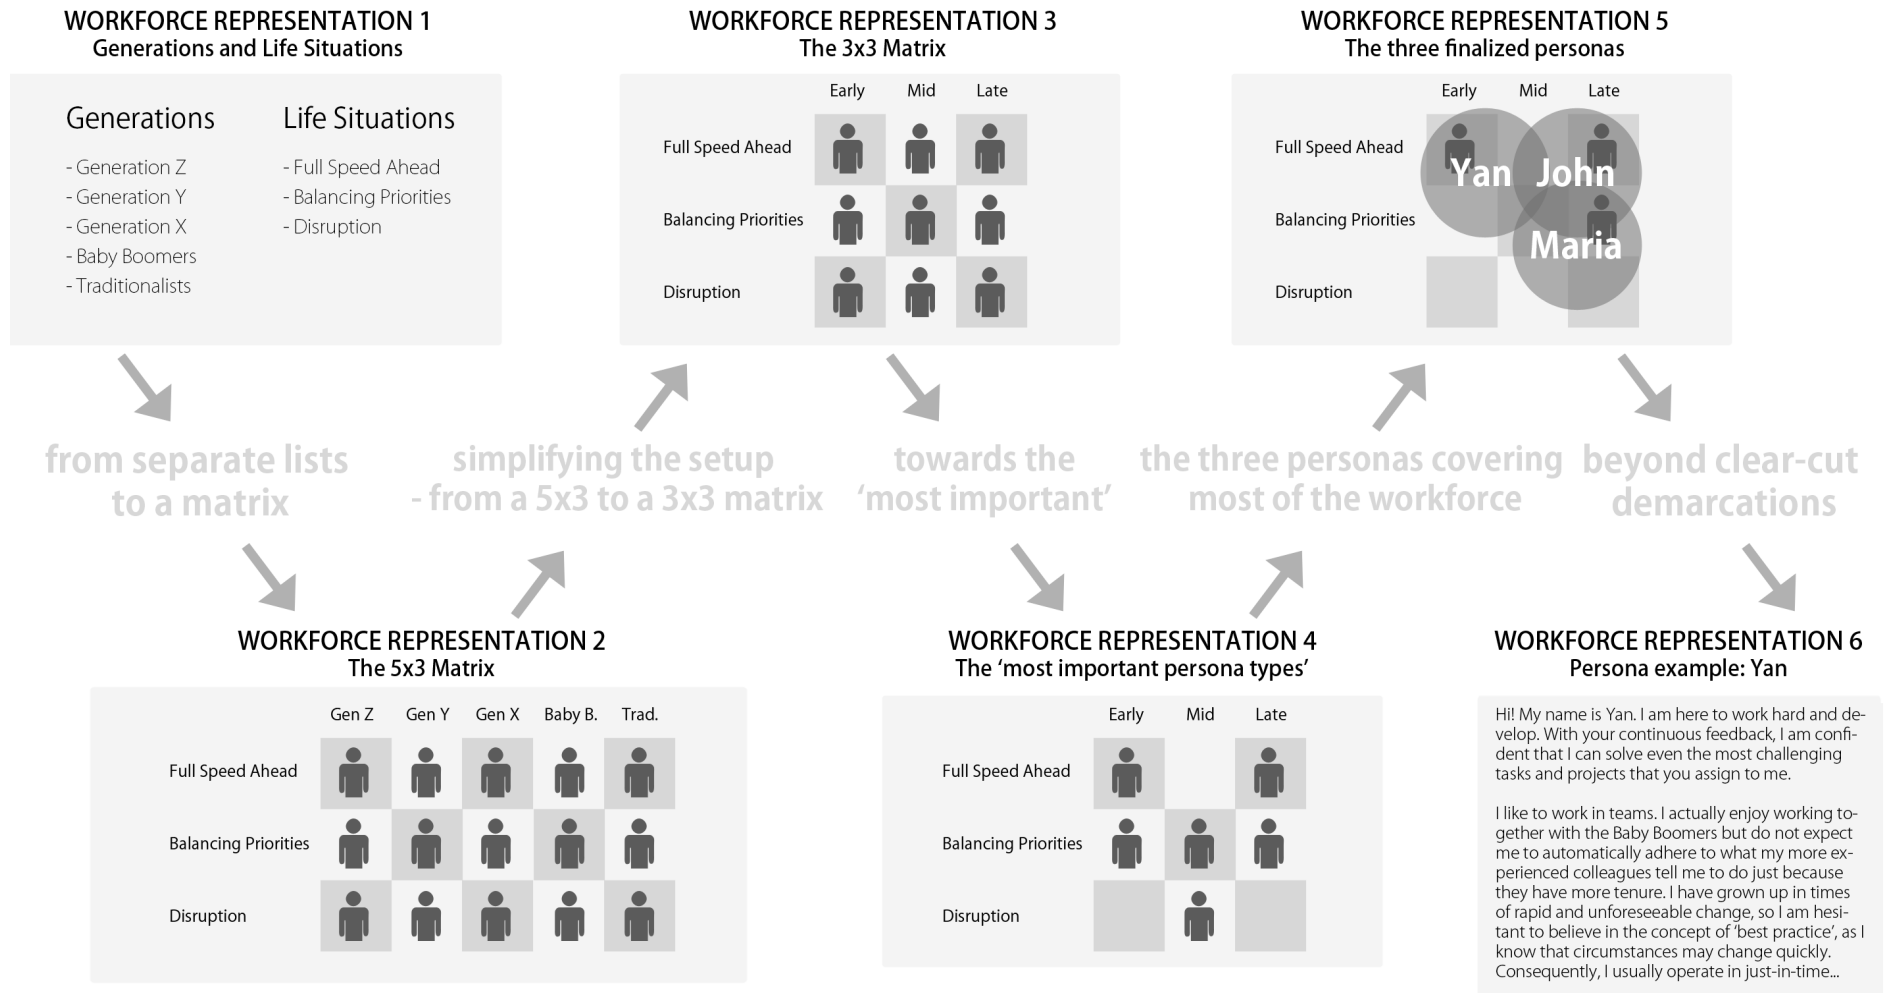 WORKFORCE REPRESENTATION 1
Generations and Life Situations
Generations
- Generation Z
- Generation Y
- Generation X
- Baby Boomers
- Traditionalists
Life Situations
- Full Speed Ahead
- Balancing Priorities
- Disruption
from separate lists
to a matrix
WORKFORCE REPRESENTATION 2
The 5x3 Matrix
Gen Z Gen Y Gen X Baby B. Trad.
Full Speed Ahead
Balancing Priorities
Disruption
simplifying the setup
- from a 5x3 to a 3x3 matrix
WORKFORCE REPRESENTATION 3
The 3x3 Matrix
Early Mid Late
Full Speed Ahead
Balancing Priorities
Disruption
towards the
‘most important’
WORKFORCE REPRESENTATION 4
The ‘most important persona types’
Early Mid Late
Full Speed Ahead
Balancing Priorities
Disruption
the three personas covering
most of the workforce
WORKFORCE REPRESENTATION 5
The three finalized personas
Early Mid Late
Full Speed Ahead
Yan John
Balancing Priorities
Maria
Disruption
beyond clear-cut
demarcations
WORKFORCE REPRESENTATION 6
Persona example: Yan
Hi! My name is Yan. I am here to work hard and de-
velop. With your continuous feedback, I am confi-
dent that I can solve even the most challenging
tasks and projects that you assign to me.
I like to work in teams. I actually enjoy working to-
gether with the Baby Boomers but do not expect
me to automatically adhere to what my more ex-
perienced colleagues tell me to do just because
they have more tenure. I have grown up in times
of rapid and unforeseeable change, so I am hesi-
tant to believe in the concept of ‘best practice’, as I
know that circumstances may change quickly.
Consequently, I usually operate in just-in-time...